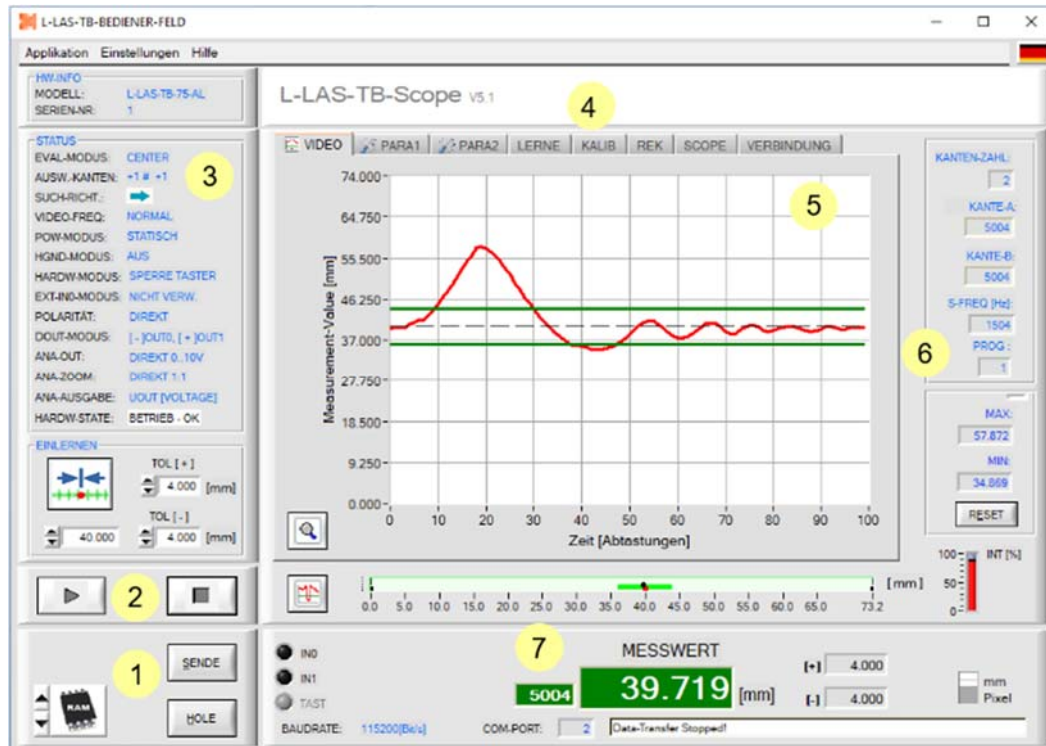 L-LAS-TB-BEDIENER-FELD
Applikation Einstellungen Hilfe
HW-INFO
MODELL: L-LAS-TB-75-AL
SERIEN-NR: 1
L-LAS-TB-Scope V5.1
4
STATUS
EVAL-MODUS: CENTER
AUSW.-KANTEN: +1 # +1
SUCH-RICHT.:
VIDEO-FREQ: NORMAL
POW-MODUS: STATISCH
HGND-MODUS: AUS
HARDW-MODUS: SPERRE TASTER
EXT-IN0-MODUS: NICHT VERW.
POLARITÄT: DIREKT
DOUT-MODUS: [ - ]OUT0, [ + ]OUT1
ANA-OUT: DIREKT 0..10V
ANA-ZOOM: DIREKT 1:1
ANA-AUSGABE: UOUT [VOLTAGE]
HARDW-STATE: BETRIEB - OK
3
EINLERNEN
TOL [ + ]
4.000 [mm]
TOL [ - ]
40.000 4.000 [mm]
2
1
SENDE
RAM
HOLE
VIDEO PARA1 PARA2 LERNE KALIB REK SCOPE VERBINDUNG
5
Measurement-Value [mm]
74.000
64.750
55.500
46.250
37.000
27.750
18.500
9.250
0.000
0 10 20 30 40 50 60 70 80 90 100
Zeit [Abtastungen]
0.0 5.0 10.0 15.0 20.0 25.0 30.0 35.0 40.0 45.0 50.0 55.0 60.0 65.0 73.2
[mm]
KANTEN-ZAHL:
2
KANTE-A:
5004
KANTE-B:
5004
S-FREQ [Hz]:
1504
PROG :
1
6
MAX:
57.872
MIN:
34.869
RESET
INT [%]
100
50
0
IN0
IN1
TAST
7
MESSWERT
5004 39.719 [mm]
[+] 4.000
[-] 4.000
mm
Pixel
BAUDRATE: 115200[Bit/s] COM-PORT: 2 Data-Transfer Stopped!